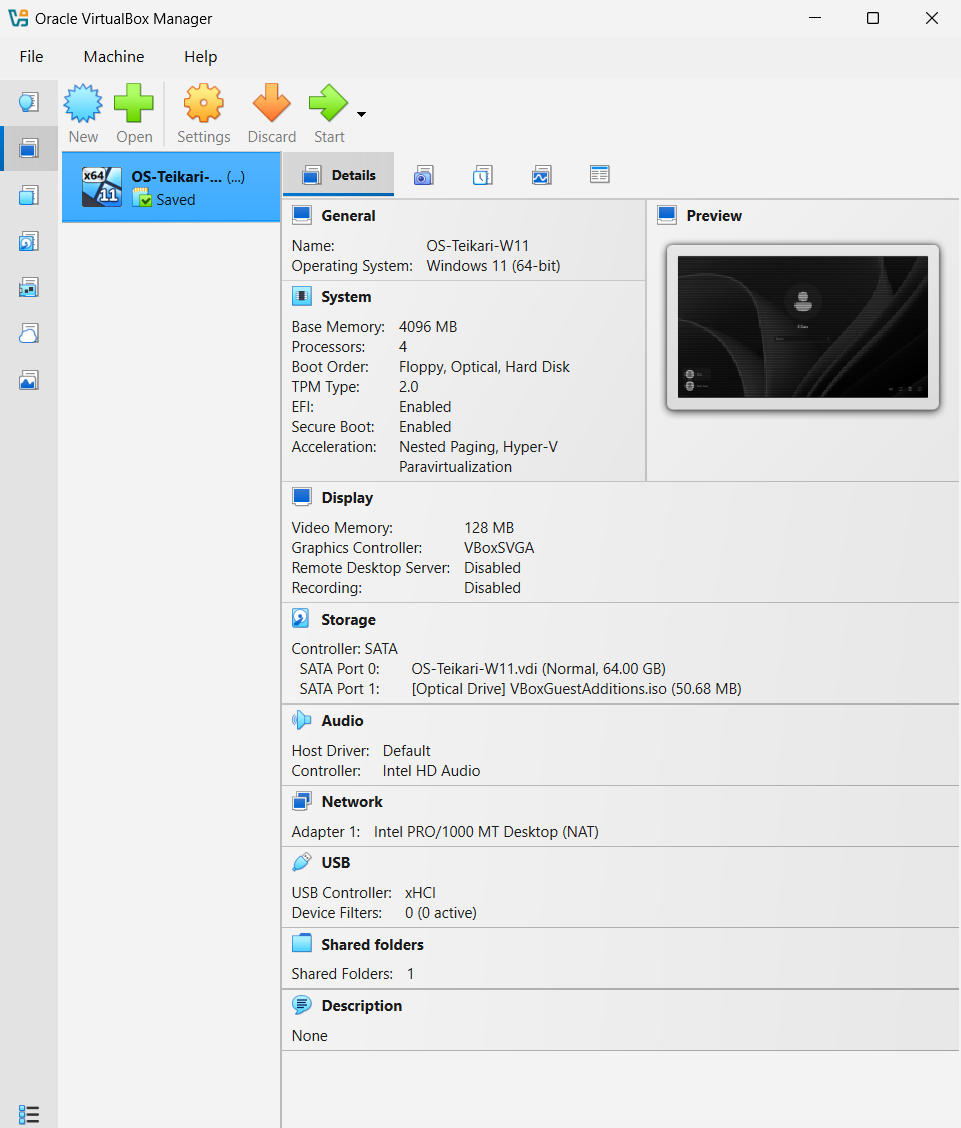 Oracle VirtualBox Manager
File Machine Help
New Open Settings Discard Start
x64 11
OS-Teikari-... (...)
Saved
Details
General
Name: OS-Teikari-W11
Operating System: Windows 11 (64-bit)
Preview
System
Base Memory: 4096 MB
Processors: 4
Boot Order: Floppy, Optical, Hard Disk
TPM Type: 2.0
EFI: Enabled
Secure Boot: Enabled
Acceleration: Nested Paging, Hyper-V
Paravirtualization
Display
Video Memory: 128 MB
Graphics Controller: VBoxSVGA
Remote Desktop Server: Disabled
Recording: Disabled
Storage
Controller: SATA
SATA Port 0: OS-Teikari-W11.vdi (Normal, 64.00 GB)
SATA Port 1: [Optical Drive] VBoxGuestAdditions.iso (50.68 MB)
Audio
Host Driver: Default
Controller: Intel HD Audio
Network
Adapter 1: Intel PRO/1000 MT Desktop (NAT)
USB
USB Controller: xHCI
Device Filters: 0 (0 active)
Shared folders
Shared Folders: 1
Description
None